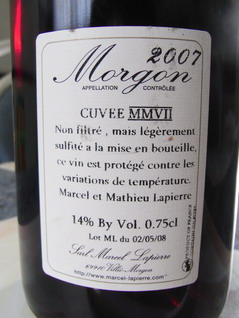 2007
Morgon
APPELLATION CONTRÔLÉE
CUVEE MMVII
Non filtré , mais légèrement
sulfité a la mise en bouteille,
ce vin est protégé contre les
variations de température.
Marcel et Mathieu Lapierre
14% By Vol. 0.75cl
Lot ML du 02/05/08
Sarl Marcel Lapierre
69910 Villié-Morgon
http://www.marcel-lapierre.com